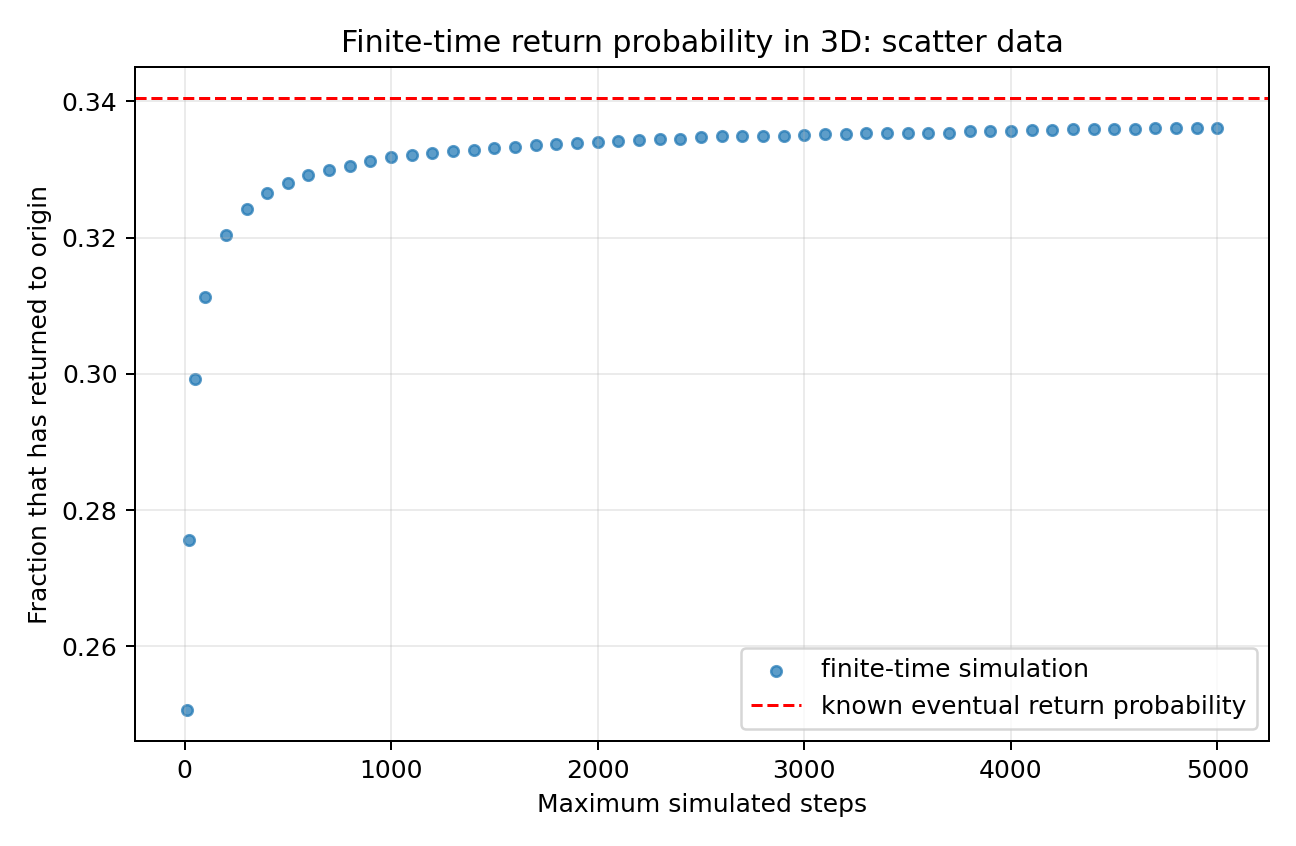 Finite-time return probability in 3D: scatter data
Fraction that has returned to origin
0.34
0.32
0.30
0.28
0.26
finite-time simulation
known eventual return probability
0 1000 2000 3000 4000 5000
Maximum simulated steps